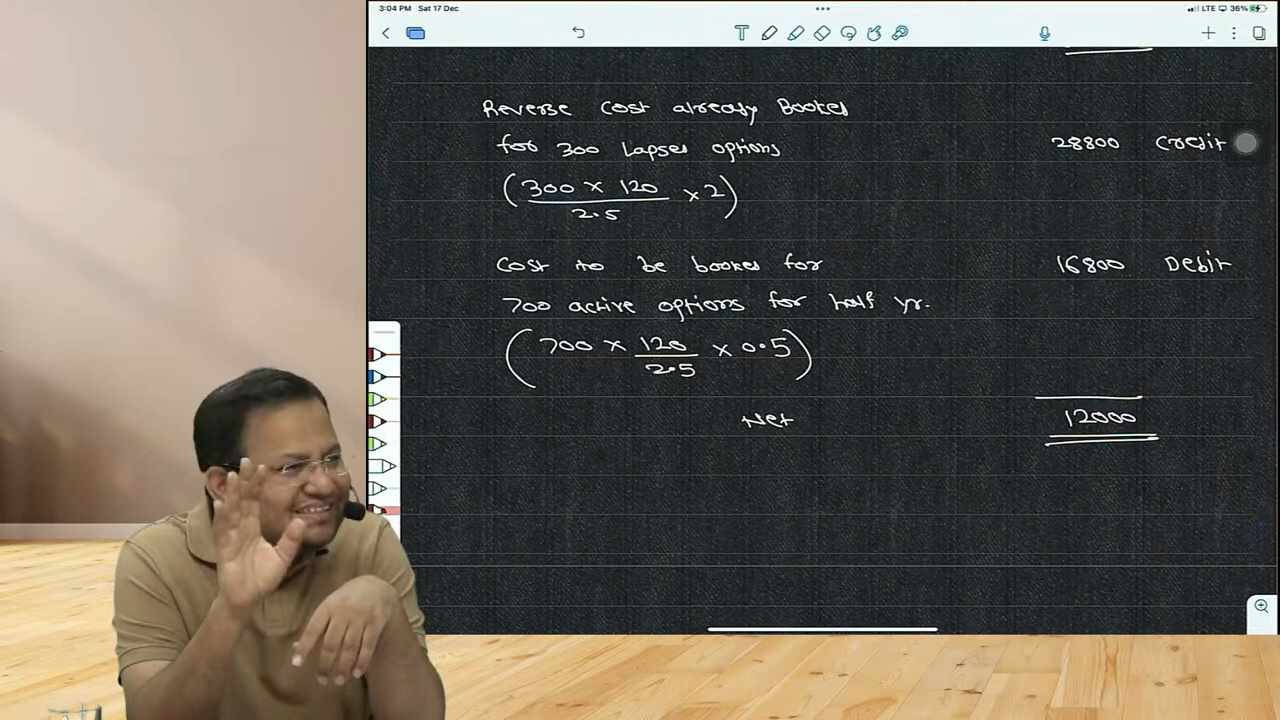 3:04 PM Sat 17 Dec
LTE 36%
Reverse cost already Booked
for 300 Lapses options 28800 Credit
(300 x 120 / 2.5 x 2)
Cost to be booked for 16800 Debit
700 active options for half yr.
(700 x 120 / 2.5 x 0.5)
Net 12000